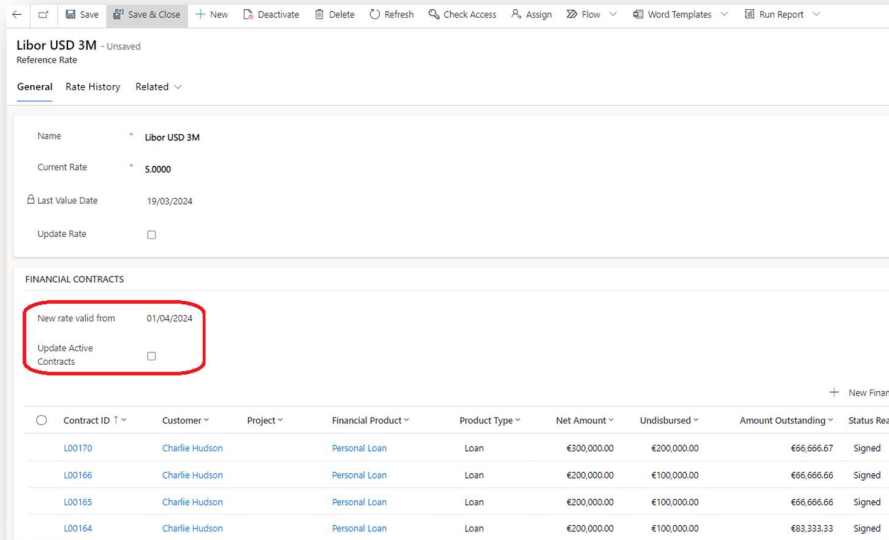 Save Save & Close New Deactivate Delete Refresh Check Access Assign Flow Word Templates Run Report
Libor USD 3M - Unsaved
Reference Rate
General Rate History Related
Name * Libor USD 3M
Current Rate * 5.0000
Last Value Date 19/03/2024
Update Rate
FINANCIAL CONTRACTS
New rate valid from 01/04/2024
Update Active
Contracts
New Finan
Contract ID ↑ Customer Project Financial Product Product Type Net Amount Undisbursed Amount Outstanding Status Rea
L00170 Charlie Hudson Personal Loan Loan €300,000.00 €200,000.00 €66,666.67 Signed
L00166 Charlie Hudson Personal Loan Loan €200,000.00 €100,000.00 €66,666.66 Signed
L00165 Charlie Hudson Personal Loan Loan €200,000.00 €100,000.00 €66,666.66 Signed
L00164 Charlie Hudson Personal Loan Loan €200,000.00 €100,000.00 €83,333.33 Signed